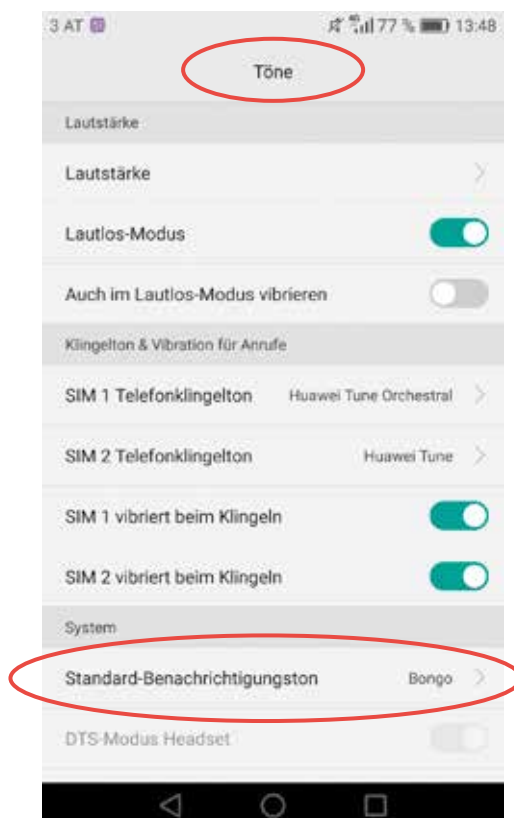 3 AT 4G 77 % 13:48
Töne
Lautstärke
Lautstärke
Lautlos-Modus
Auch im Lautlos-Modus vibrieren
Klingelton & Vibration für Anrufe
SIM 1 Telefonklingelton Huawei Tune Orchestral
SIM 2 Telefonklingelton Huawei Tune
SIM 1 vibriert beim Klingeln
SIM 2 vibriert beim Klingeln
System
Standard-Benachrichtigungston Bongo
DTS-Modus Headset